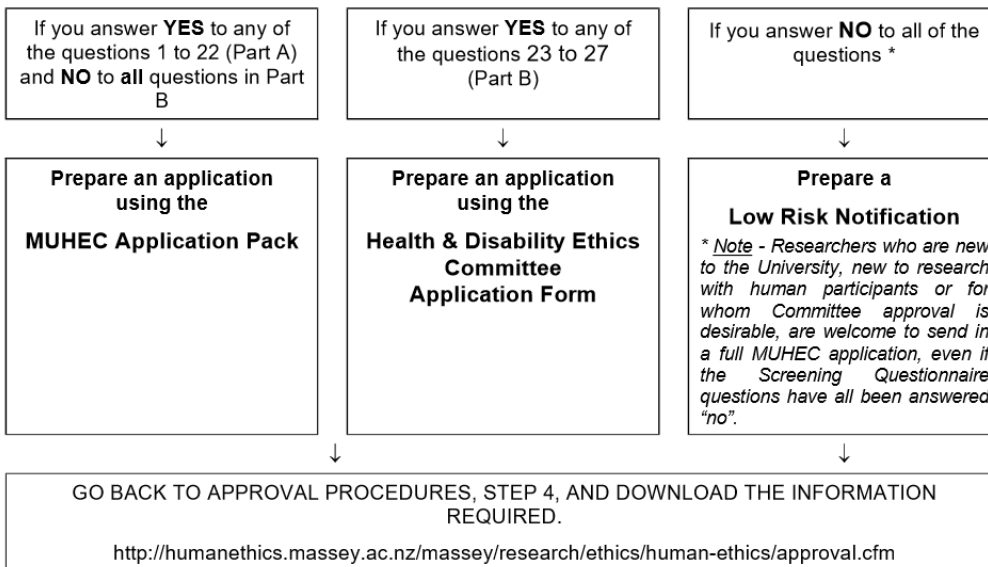 If you answer YES to any of
the questions 1 to 22 (Part A)
and NO to all questions in Part
B
If you answer YES to any of
the questions 23 to 27
(Part B)
If you answer NO to all of the
questions *
↓
↓
↓
Prepare an application
using the
MUHEC Application Pack
Prepare an application
using the
Health & Disability Ethics
Committee
Application Form
Prepare a
Low Risk Notification
* Note - Researchers who are new
to the University, new to research
with human participants or for
whom Committee approval is
desirable, are welcome to send in
a full MUHEC application, even if
the Screening Questionnaire
questions have all been answered
“no”.
↓
↓
GO BACK TO APPROVAL PROCEDURES, STEP 4, AND DOWNLOAD THE INFORMATION
REQUIRED.
http://humanethics.massey.ac.nz/massey/research/ethics/human-ethics/approval.cfm